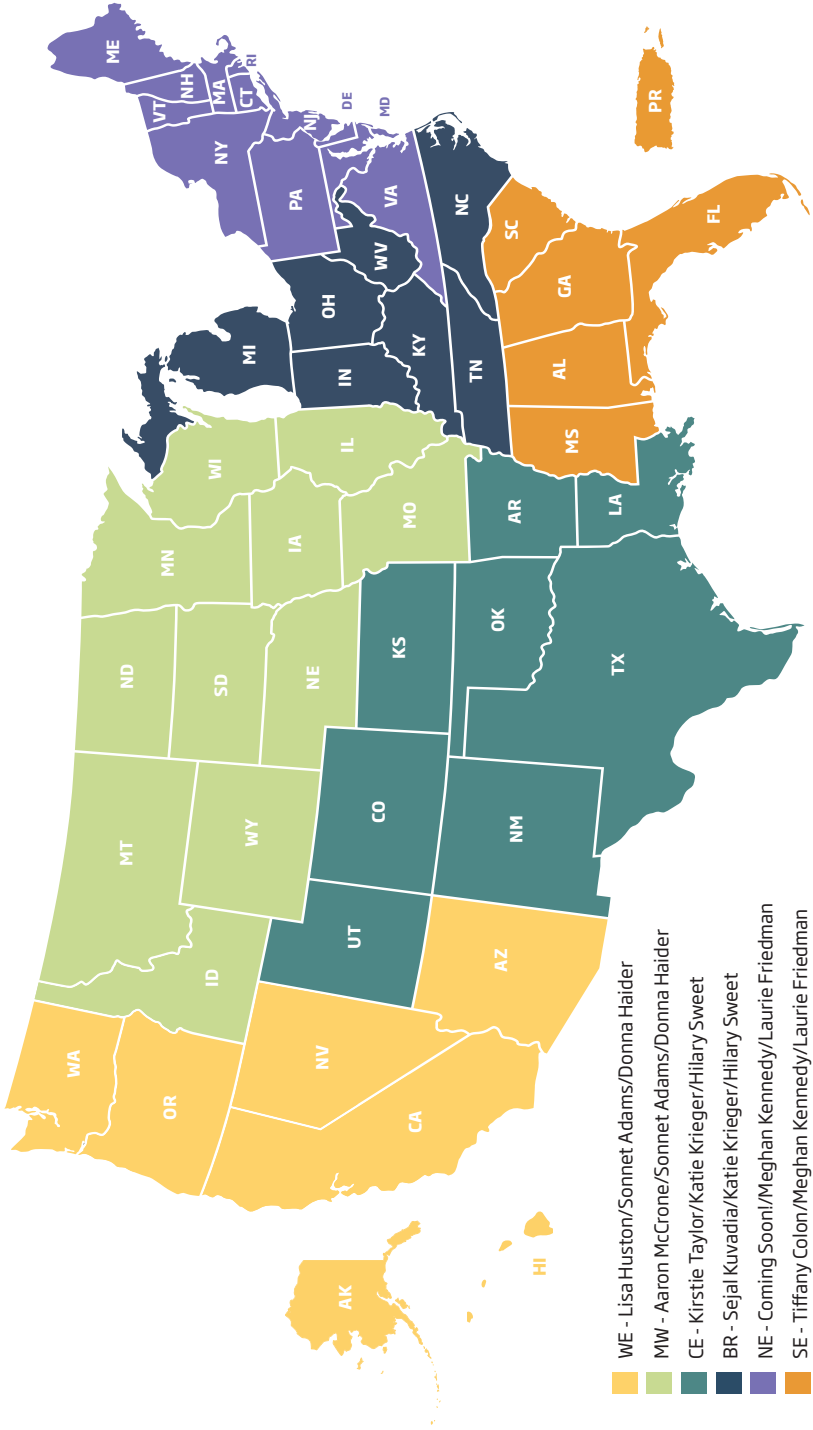 WA
OR
CA
NV
AZ
AK
HI
MT
ID
WY
ND
SD
NE
MN
IA
MO
WI
IL
UT
CO
NM
KS
OK
TX
AR
LA
MI
OH
IN
KY
WV
TN
NC
ME
VT
NH
MA
RI
CT
NY
PA
NJ
DE
MD
VA
MS
AL
GA
SC
FL
PR
WE - Lisa Huston/Sonnet Adams/Donna Haider
MW - Aaron McCrone/Sonnet Adams/Donna Haider
CE - Kirstie Taylor/Katie Krieger/Hilary Sweet
BR - Sejal Kuvadia/Katie Krieger/Hilary Sweet
NE - Coming Soon!/Meghan Kennedy/Laurie Friedman
SE - Tiffany Colon/Meghan Kennedy/Laurie Friedman